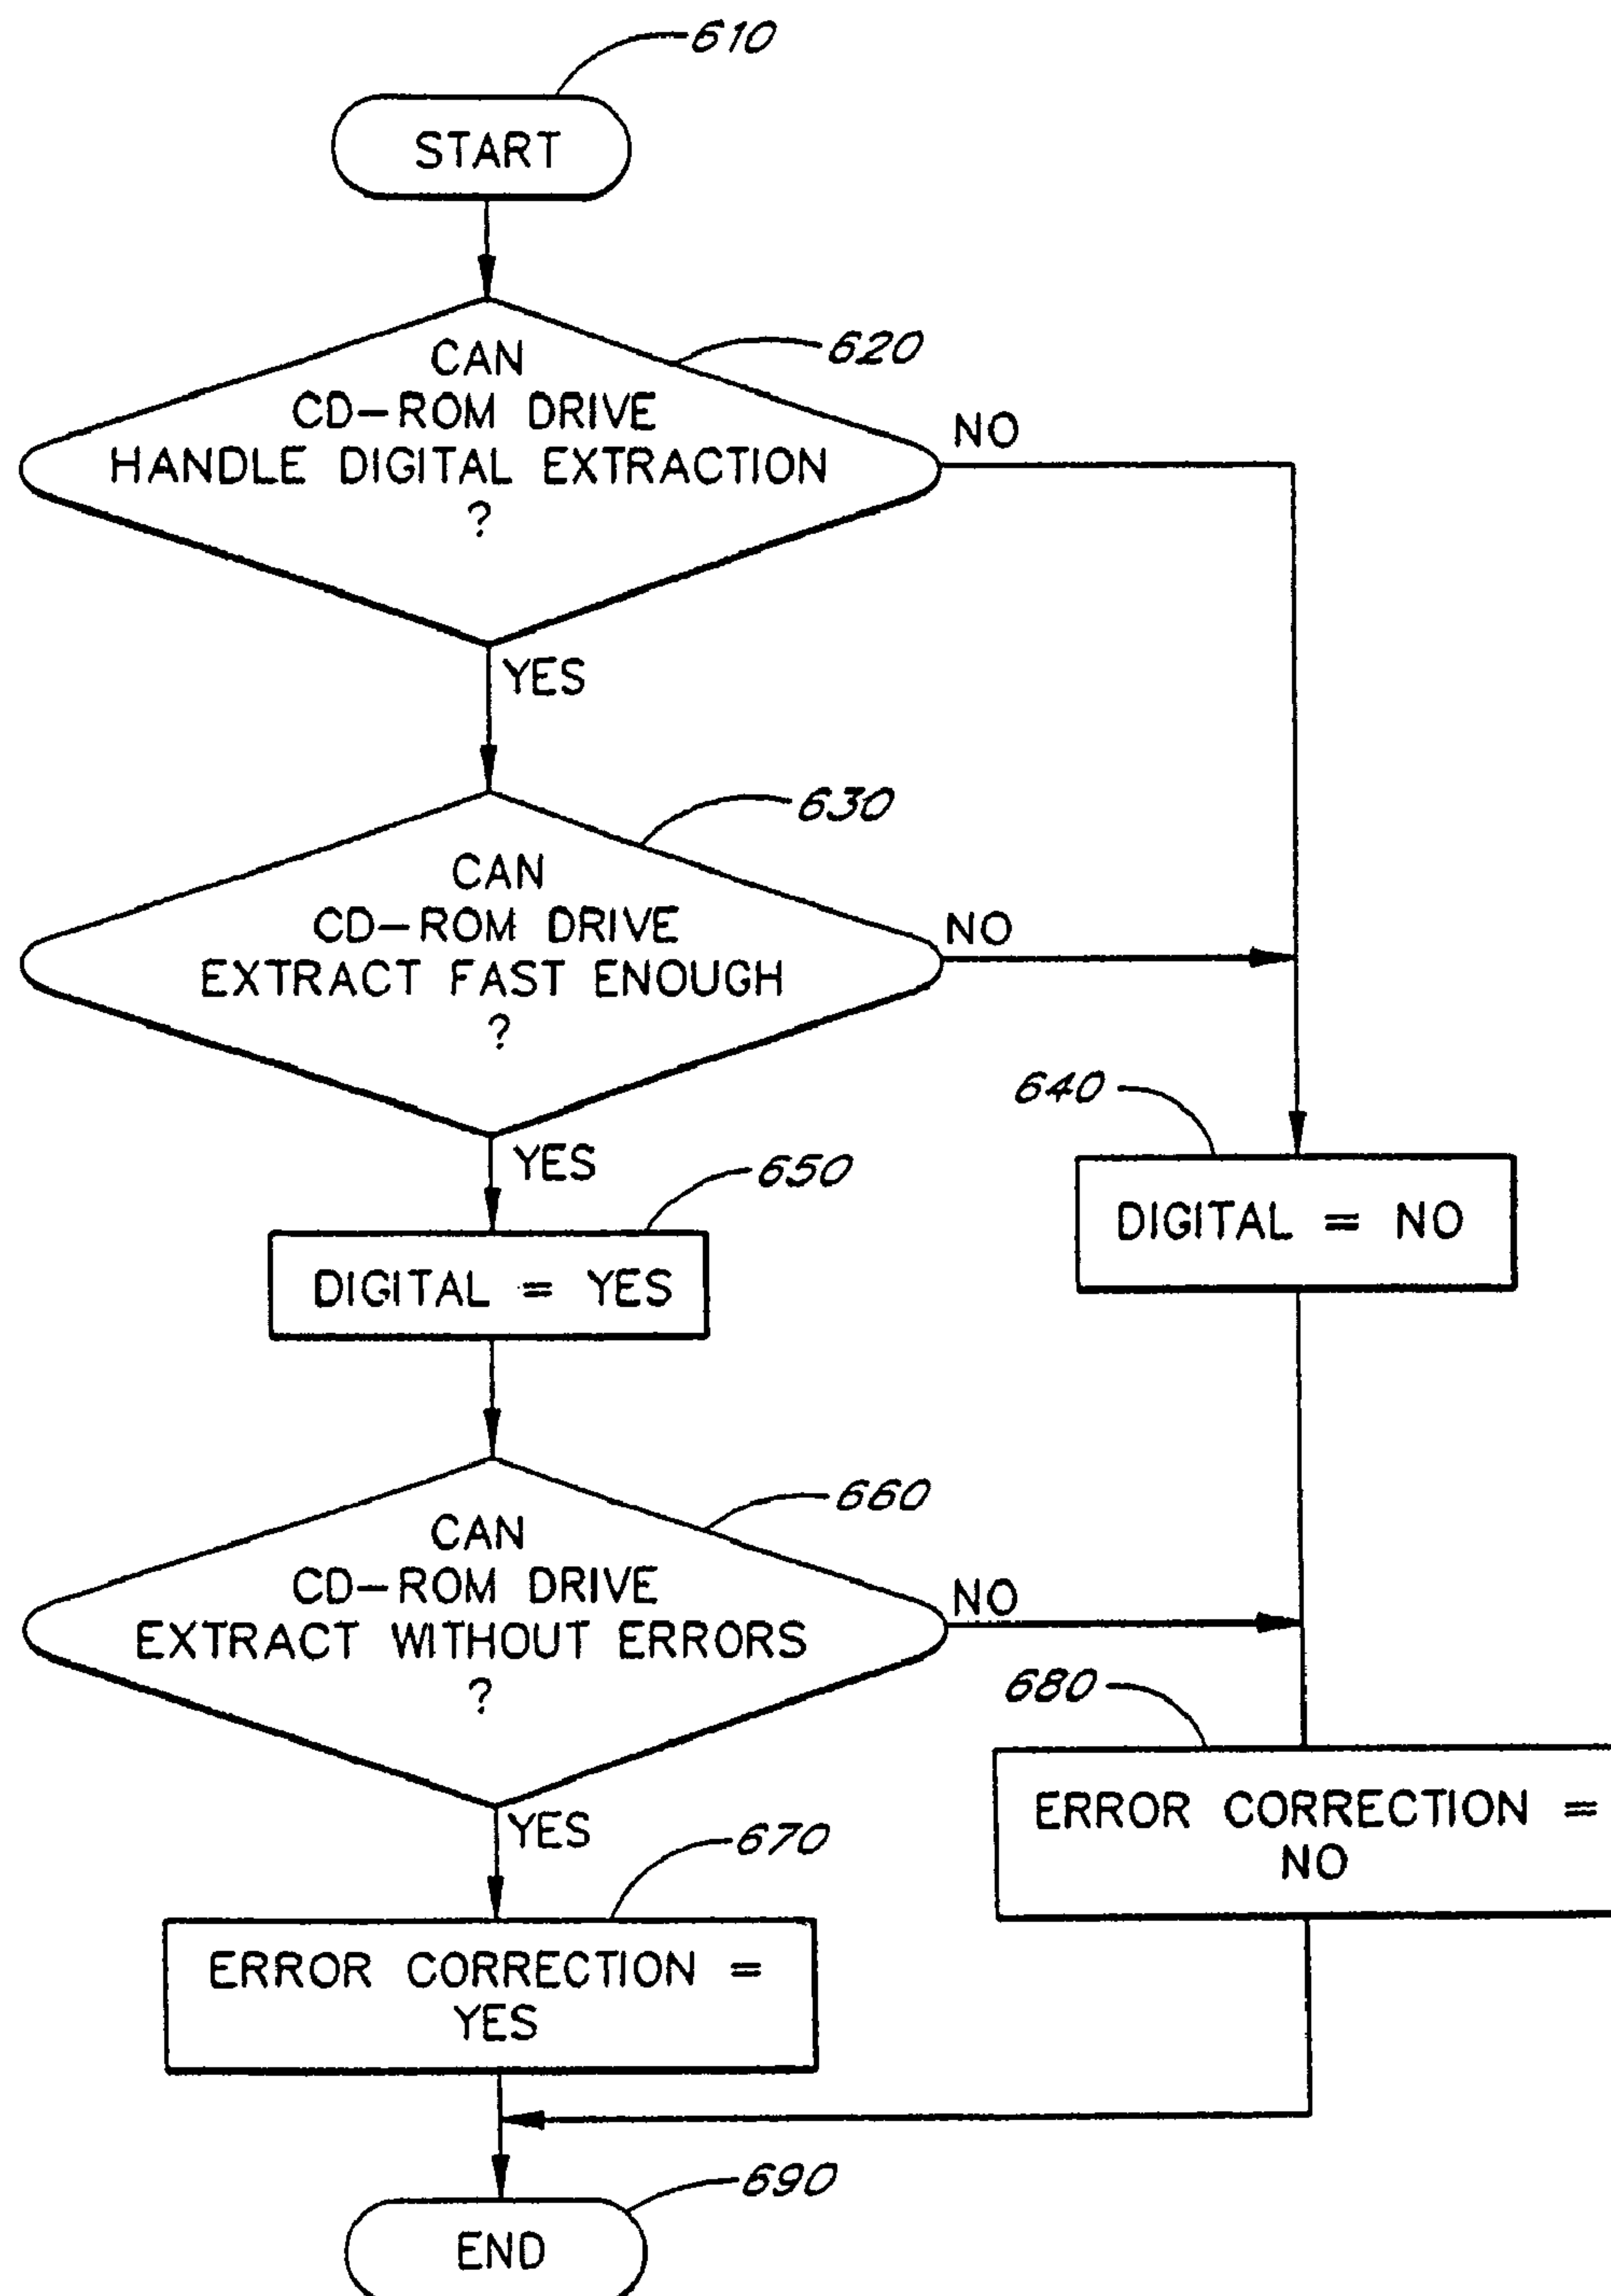 610
START
620
CAN
CD-ROM DRIVE
HANDLE DIGITAL EXTRACTION
?
NO
YES
630
CAN
CD-ROM DRIVE
EXTRACT FAST ENOUGH
?
NO
640
DIGITAL = NO
YES
650
DIGITAL = YES
660
CAN
CD-ROM DRIVE
EXTRACT WITHOUT ERRORS
?
NO
680
ERROR CORRECTION =
NO
YES
670
ERROR CORRECTION =
YES
690
END